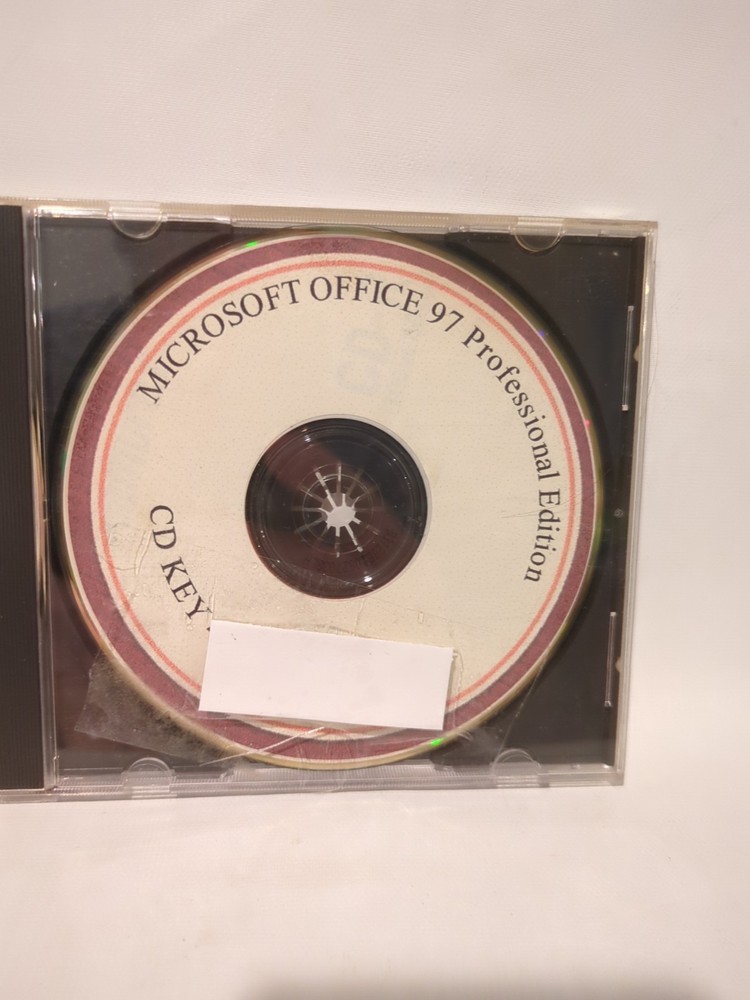 MICROSOFT OFFICE 97 Professional Edition
CD KEY